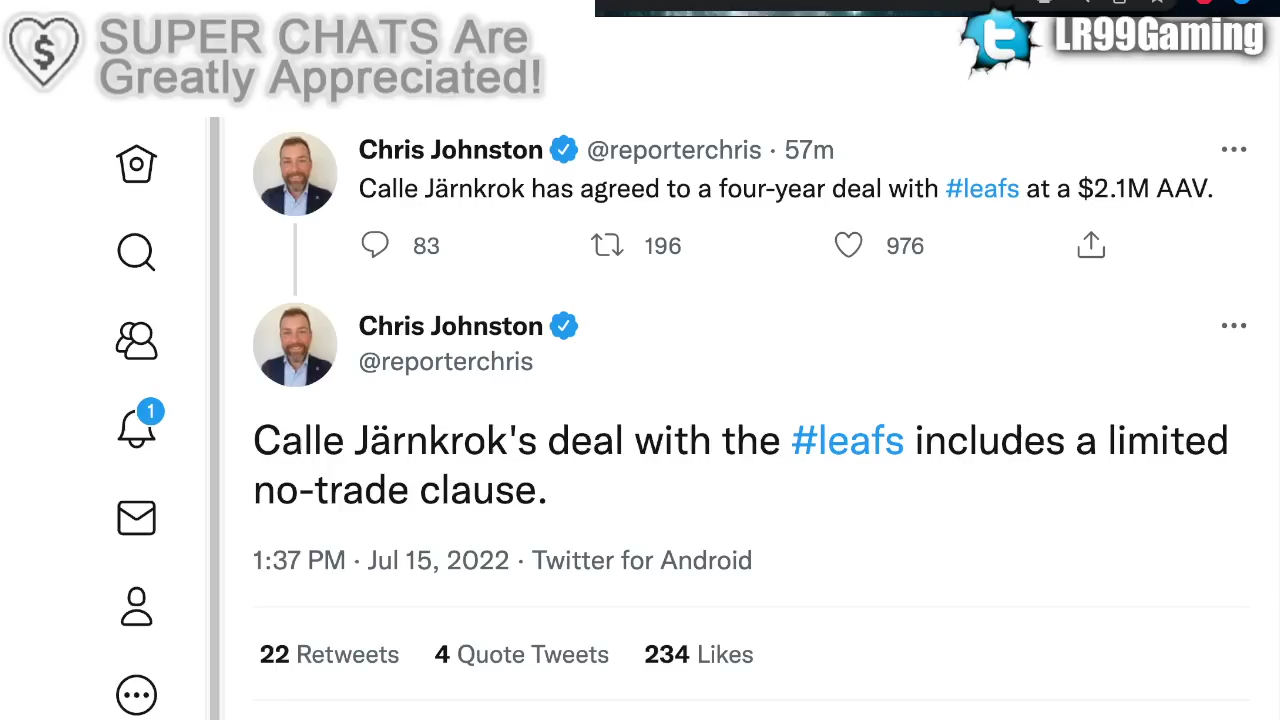 SUPER CHATS Are
Greatly Appreciated!
LR99Gaming
Chris Johnston @reporterchris · 57m
Calle Järnkrok has agreed to a four-year deal with #leafs at a $2.1M AAV.
83 196 976
Chris Johnston
@reporterchris
1
Calle Järnkrok's deal with the #leafs includes a limited
no-trade clause.
1:37 PM · Jul 15, 2022 · Twitter for Android
22 Retweets 4 Quote Tweets 234 Likes